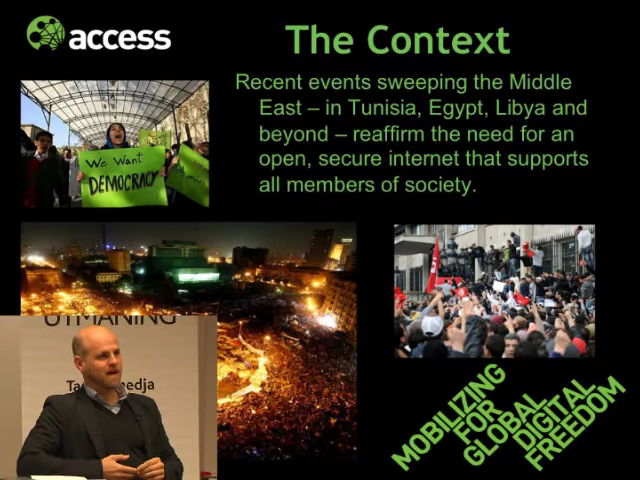 access
The Context
Recent events sweeping the Middle
East – in Tunisia, Egypt, Libya and
beyond – reaffirm the need for an
open, secure internet that supports
all members of society.
We Want
DEMOCRACY
UTMANING
MOBILIZING
FOR
GLOBAL
DIGITAL
FREEDOM